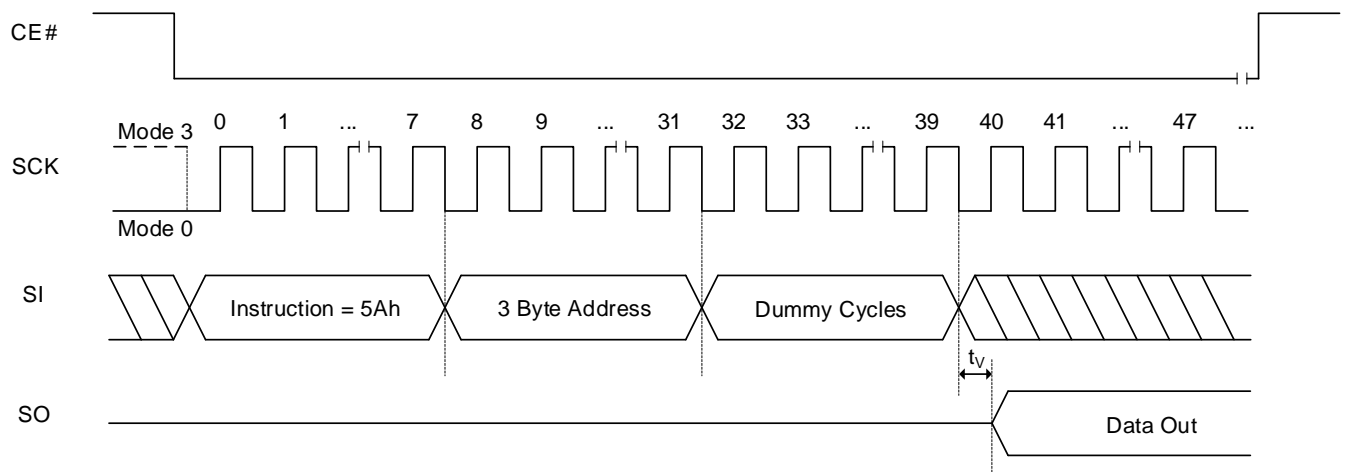 CE#
Mode 3 0 1 ... 7 8 9 ... 31 32 33 ... 39 40 41 ... 47 ...
SCK
Mode 0
SI Instruction = 5Ah 3 Byte Address Dummy Cycles
tV
SO Data Out